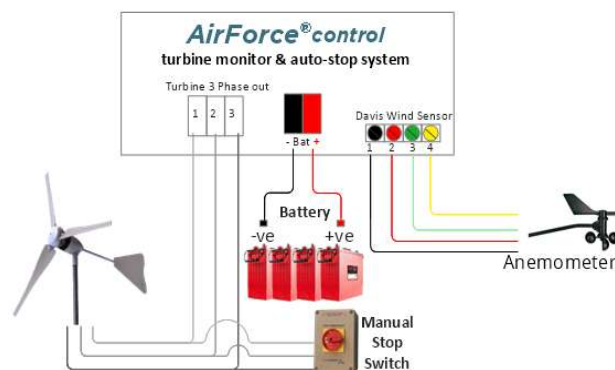 AirForce®control
turbine monitor & auto-stop system
Turbine 3 Phase out
1 2 3
- Bat +
Davis Wind Sensor
1 2 3 4
Battery
-ve +ve
Anemometer
Manual
Stop
Switch